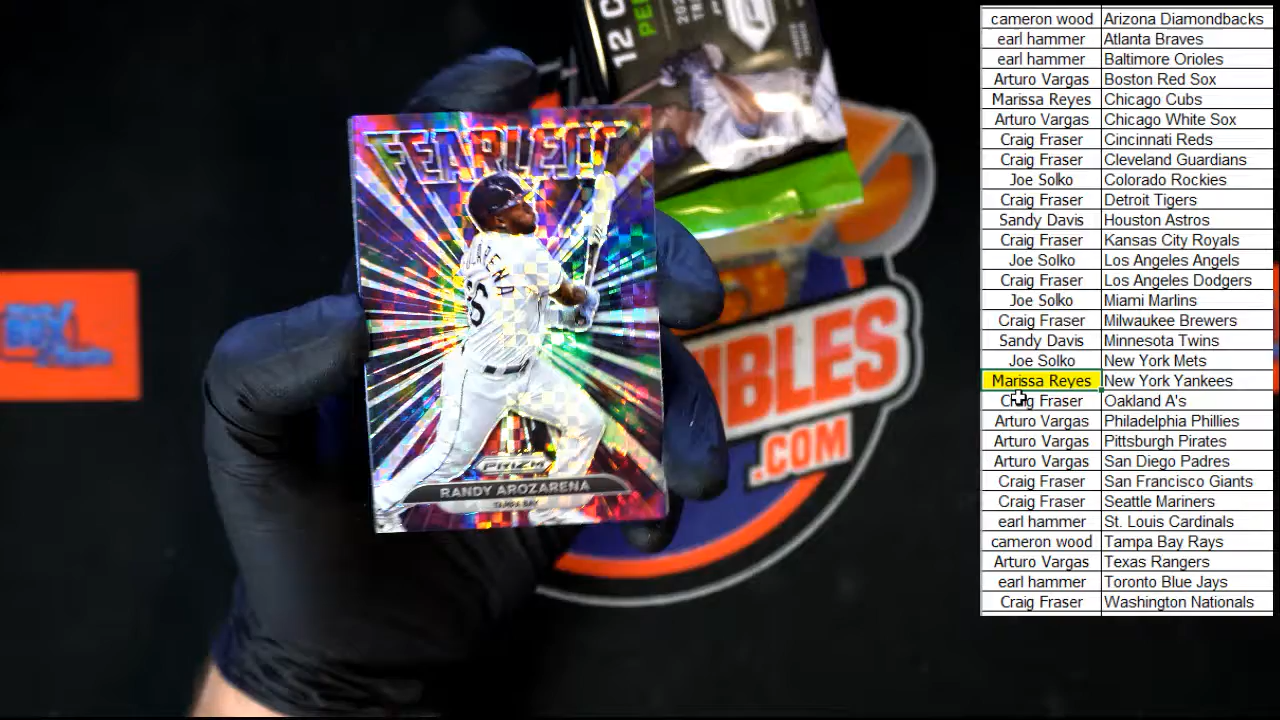 FEARLESS
PRIZM
RANDY AROZARENA
TAMPA BAY
12 C
PE
IBLES
.COM
cameron wood Arizona Diamondbacks
earl hammer Atlanta Braves
earl hammer Baltimore Orioles
Arturo Vargas Boston Red Sox
Marissa Reyes Chicago Cubs
Arturo Vargas Chicago White Sox
Craig Fraser Cincinnati Reds
Craig Fraser Cleveland Guardians
Joe Solko Colorado Rockies
Craig Fraser Detroit Tigers
Sandy Davis Houston Astros
Craig Fraser Kansas City Royals
Joe Solko Los Angeles Angels
Craig Fraser Los Angeles Dodgers
Joe Solko Miami Marlins
Craig Fraser Milwaukee Brewers
Sandy Davis Minnesota Twins
Joe Solko New York Mets
Marissa Reyes New York Yankees
Craig Fraser Oakland A's
Arturo Vargas Philadelphia Phillies
Arturo Vargas Pittsburgh Pirates
Arturo Vargas San Diego Padres
Craig Fraser San Francisco Giants
Craig Fraser Seattle Mariners
earl hammer St. Louis Cardinals
cameron wood Tampa Bay Rays
Arturo Vargas Texas Rangers
earl hammer Toronto Blue Jays
Craig Fraser Washington Nationals